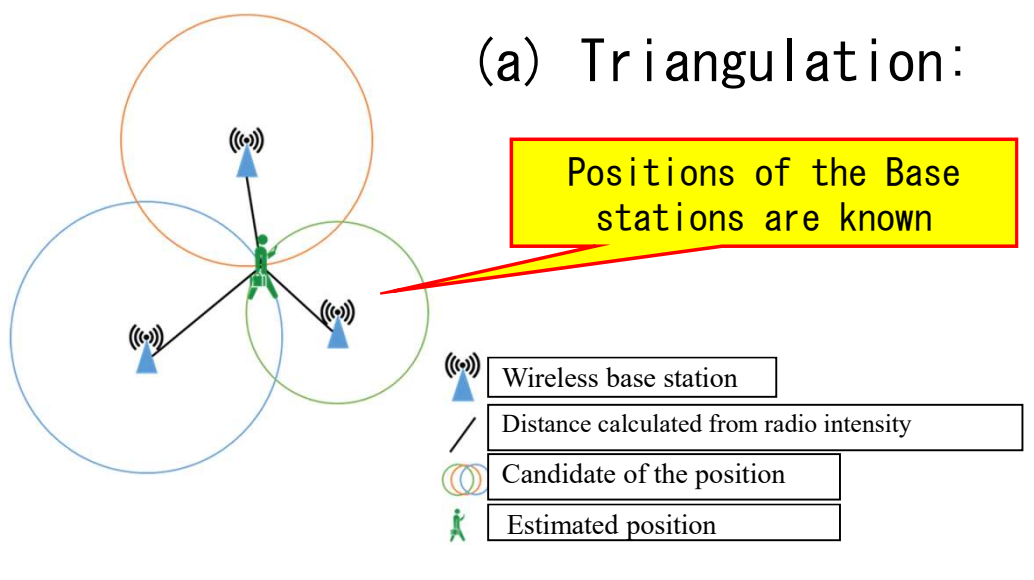 (a) Triangulation:
Positions of the Base
stations are known
Wireless base station
Distance calculated from radio intensity
Candidate of the position
Estimated position